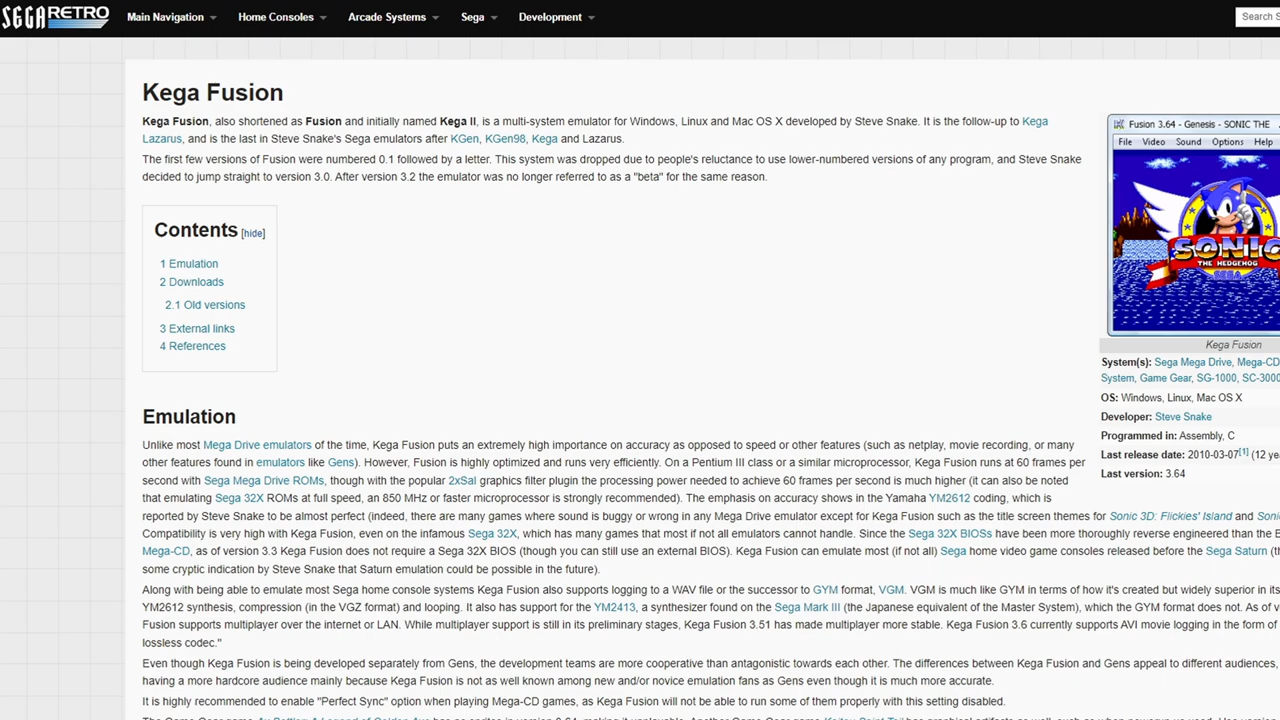 SEGA RETRO Main Navigation Home Consoles Arcade Systems Sega Development Search S
Kega Fusion
Kega Fusion, also shortened as Fusion and initially named Kega II, is a multi-system emulator for Windows, Linux and Mac OS X developed by Steve Snake. It is the follow-up to Kega
Lazarus, and is the last in Steve Snake's Sega emulators after KGen, KGen98, Kega and Lazarus.
The first few versions of Fusion were numbered 0.1 followed by a letter. This system was dropped due to people's reluctance to use lower-numbered versions of any program, and Steve Snake
decided to jump straight to version 3.0. After version 3.2 the emulator was no longer referred to as a "beta" for the same reason.
Fusion 3.64 - Genesis - SONIC THE
File Video Sound Options Help
SONIC
THE HEDGEHOG
SEGA
Kega Fusion
System(s): Sega Mega Drive, Mega-CD
System, Game Gear, SG-1000, SC-3000
OS: Windows, Linux, Mac OS X
Developer: Steve Snake
Programmed in: Assembly, C
Last release date: 2010-03-07[1] (12 ye
Last version: 3.64
Contents [hide]
1 Emulation
2 Downloads
2.1 Old versions
3 External links
4 References
Emulation
Unlike most Mega Drive emulators of the time, Kega Fusion puts an extremely high importance on accuracy as opposed to speed or other features (such as netplay, movie recording, or many
other features found in emulators like Gens). However, Fusion is highly optimized and runs very efficiently. On a Pentium III class or a similar microprocessor, Kega Fusion runs at 60 frames per
second with Sega Mega Drive ROMs, though with the popular 2xSal graphics filter plugin the processing power needed to achieve 60 frames per second is much higher (it can also be noted
that emulating Sega 32X ROMs at full speed, an 850 MHz or faster microprocessor is strongly recommended). The emphasis on accuracy shows in the Yamaha YM2612 coding, which is
reported by Steve Snake to be almost perfect (indeed, there are many games where sound is buggy or wrong in any Mega Drive emulator except for Kega Fusion such as the title screen themes for Sonic 3D: Flickies' Island and Soni
Compatibility is very high with Kega Fusion, even on the infamous Sega 32X, which has many games that most if not all emulators cannot handle. Since the Sega 32X BIOSs have been more thoroughly reverse engineered than the B
Mega-CD, as of version 3.3 Kega Fusion does not require a Sega 32X BIOS (though you can still use an external BIOS). Kega Fusion can emulate most (if not all) Sega home video game consoles released before the Sega Saturn (th
some cryptic indication by Steve Snake that Saturn emulation could be possible in the future).
Along with being able to emulate most Sega home console systems Kega Fusion also supports logging to a WAV file or the successor to GYM format, VGM. VGM is much like GYM in terms of how it's created but widely superior in its
YM2612 synthesis, compression (in the VGZ format) and looping. It also has support for the YM2413, a synthesizer found on the Sega Mark III (the Japanese equivalent of the Master System), which the GYM format does not. As of v
Fusion supports multiplayer over the internet or LAN. While multiplayer support is still in its preliminary stages, Kega Fusion 3.51 has made multiplayer more stable. Kega Fusion 3.6 currently supports AVI movie logging in the form of
lossless codec."
Even though Kega Fusion is being developed separately from Gens, the development teams are more cooperative than antagonistic towards each other. The differences between Kega Fusion and Gens appeal to different audiences,
having a more hardcore audience mainly because Kega Fusion is not as well known among new and/or novice emulation fans as Gens even though it is much more accurate.
It is highly recommended to enable "Perfect Sync" option when playing Mega-CD games, as Kega Fusion will not be able to run some of them properly with this setting disabled.